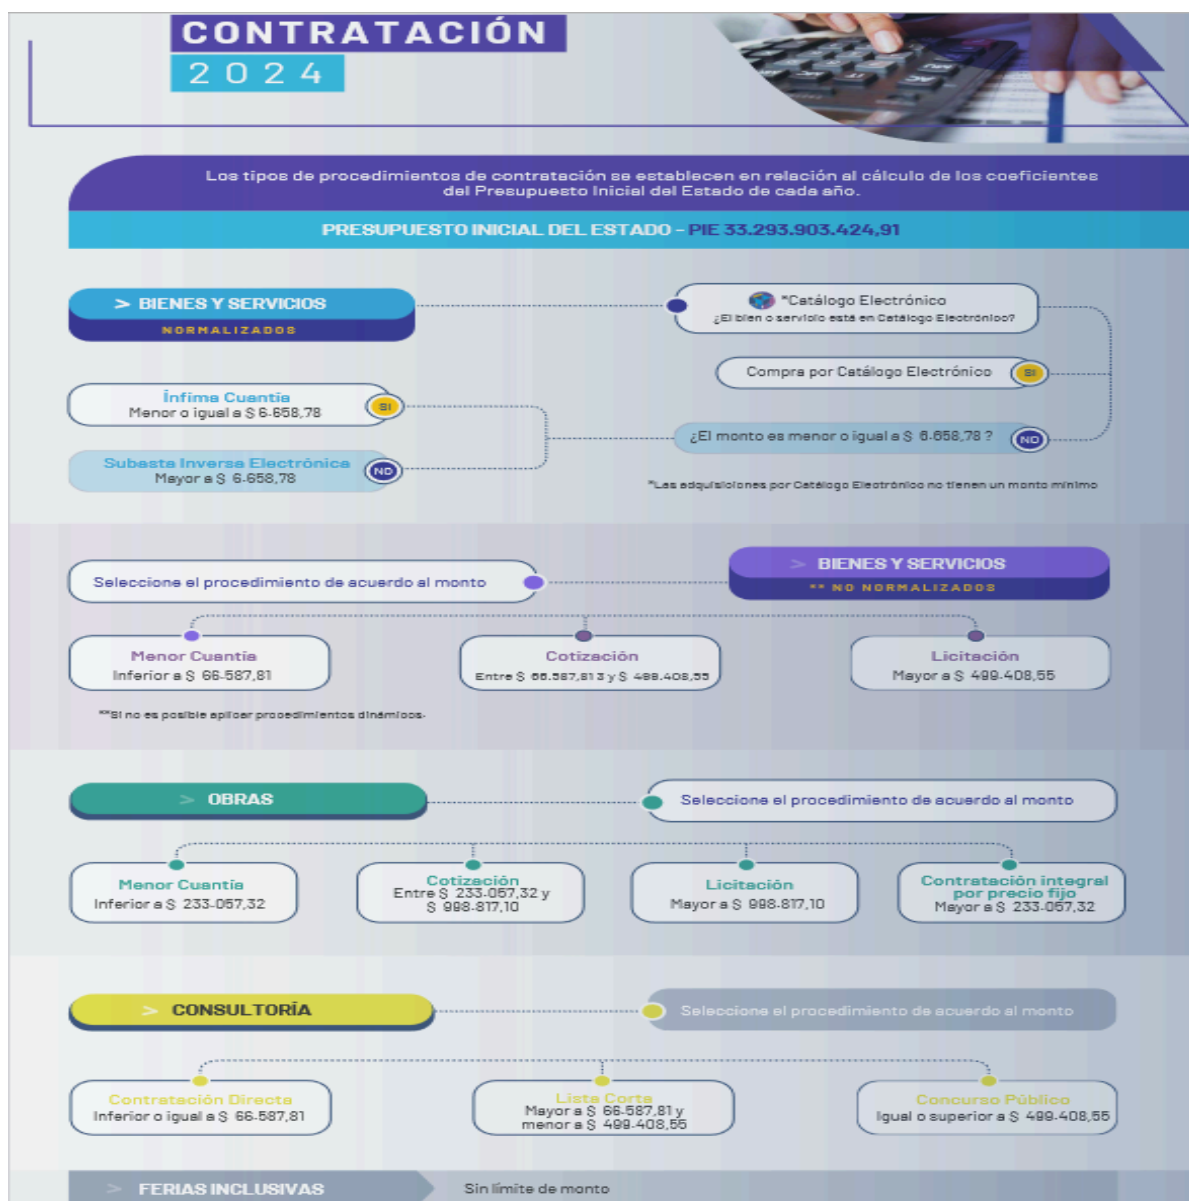 CONTRATACIÓN
2024
Los tipos de procedimientos de contratación se establecen en relación al cálculo de los coeficientes
del Presupuesto Inicial del Estado de cada año.
PRESUPUESTO INICIAL DEL ESTADO - PIE 33.293.903.424,91
> BIENES Y SERVICIOS
NORMALIZADOS
*Catálogo Electrónico
¿El bien o servicio está en Catálogo Electrónico?
Compra por Catálogo Electrónico SI
Ínfima Cuantía
Menor o igual a $ 6.658,78
SI
¿El monto es menor o igual a $ 6.658,78 ? NO
Subasta Inversa Electrónica
Mayor a $ 6.658,78
NO
*Las adquisiciones por Catálogo Electrónico no tienen un monto mínimo
> BIENES Y SERVICIOS
** NO NORMALIZADOS
Seleccione el procedimiento de acuerdo al monto
Menor Cuantía
Inferior a $ 66.587,81
Cotización
Entre $ 66.587,813 y $ 499.408,55
Licitación
Mayor a $ 499.408,55
**Si no es posible aplicar procedimientos dinámicos.
> OBRAS
Seleccione el procedimiento de acuerdo al monto
Menor Cuantía
Inferior a $ 233.057,32
Cotización
Entre $ 233.057,32 y
$ 998.817,10
Licitación
Mayor a $ 998.817,10
Contratación integral
por precio fijo
Mayor a $ 233.057,32
> CONSULTORÍA
Seleccione el procedimiento de acuerdo al monto
Contratación Directa
Inferior o igual a $ 66.587,81
Lista Corta
Mayor a $ 66.587,81 y
menor a $ 499.408,55
Concurso Público
Igual o superior a $ 499.408,55
> FERIAS INCLUSIVAS
Sin límite de monto